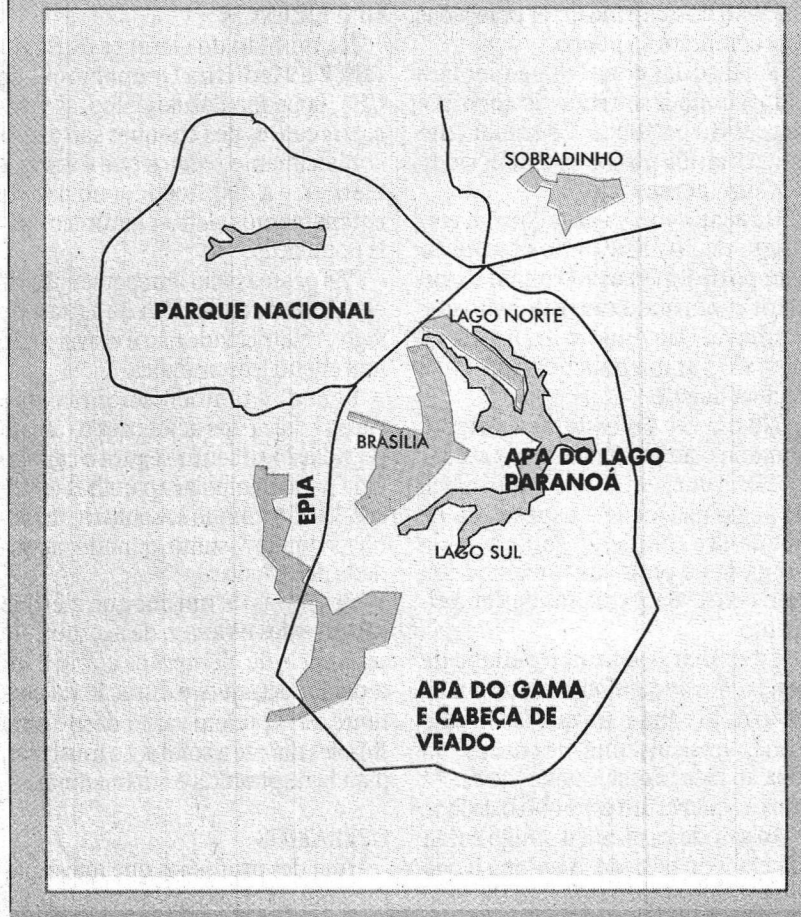 SOBRADINHO
PARQUE NACIONAL
LAGO NORTE
BRASÍLIA
APA DO LAGO
PARANOÁ
EPIA
LAGO SUL
APA DO GAMA
E CABEÇA DE
VEADO